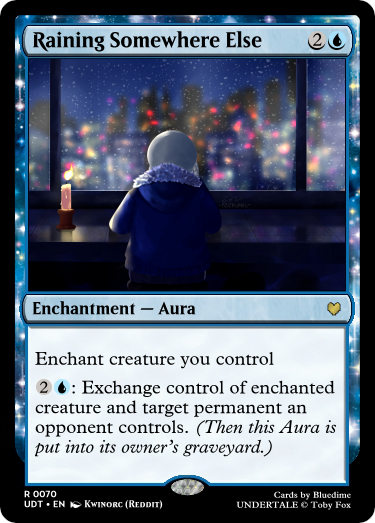 Raining Somewhere Else 2
Enchantment — Aura
Enchant creature you control
2 : Exchange control of enchanted
creature and target permanent an
opponent controls. (Then this Aura is
put into its owner's graveyard.)
R 0070
UDT • EN Kwinorc (Reddit)
Cards by Bluedime
UNDERTALE © Toby Fox